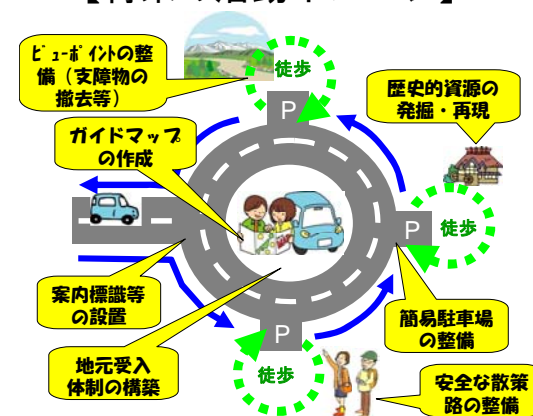 ﾋﾞｭｰﾎﾟｲﾝﾄの整
備（支障物の
撤去等）
徒歩
P
歴史的資源の
発掘・再現
ガイドマップ
の作成
P
徒歩
案内標識等
の設置
簡易駐車場
の整備
P
地元受入
体制の構築
徒歩
安全な散策
路の整備